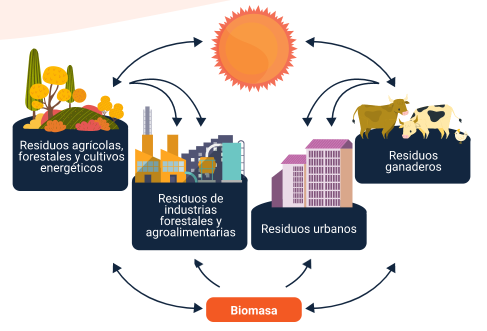 Residuos agrícolas,
forestales y cultivos
energéticos
Residuos de
industrias
forestales y
agroalimentarias
Residuos urbanos
Residuos
ganaderos
Biomasa